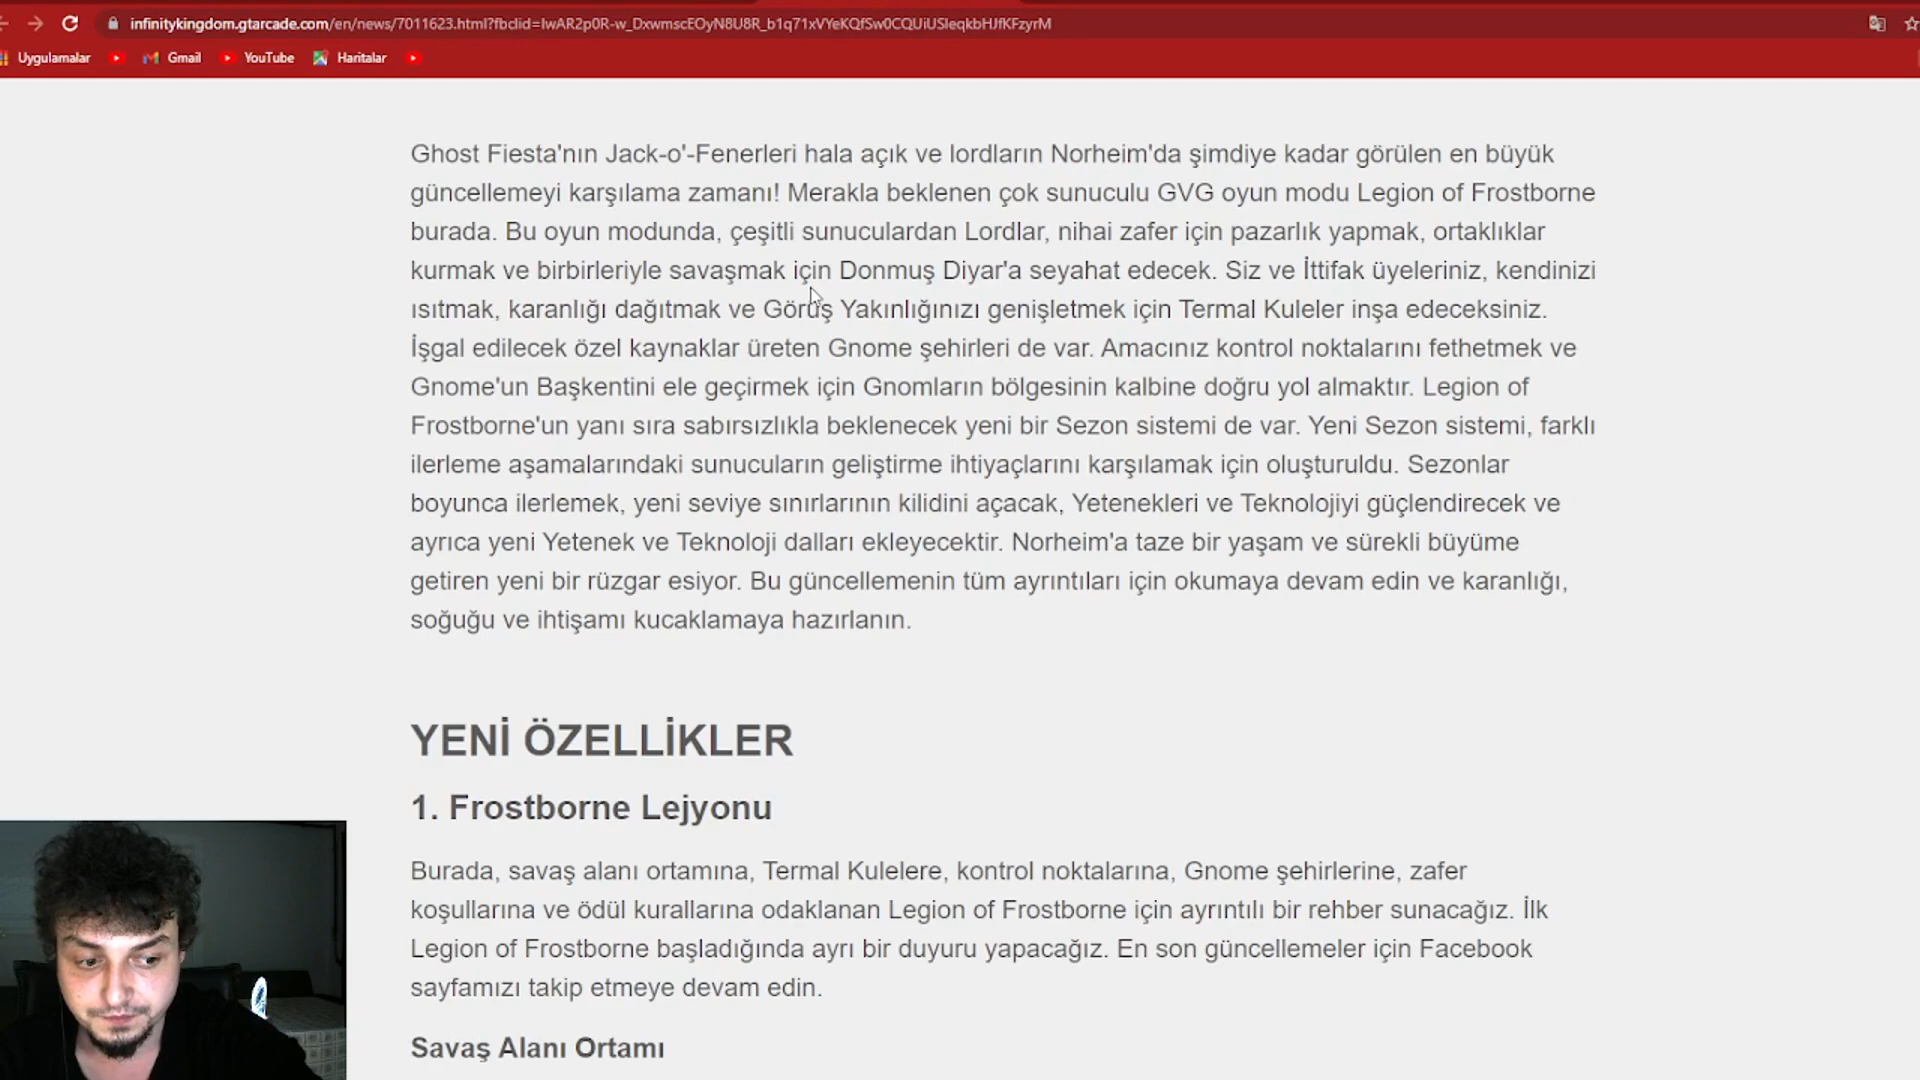 infinitykingdom.gtarcade.com/en/news/7011623.html?fbclid=IwAR2p0R-w_DxwmscEOyN8U8R_b1q71xVYeKQfSw0CQUiUSIeqkbHJfKFzyrM
Uygulamalar Gmail YouTube Haritalar
Ghost Fiesta'nın Jack-o'-Fenerleri hala açık ve lordların Norheim'da şimdiye kadar görülen en büyük
güncellemeyi karşılama zamanı! Merakla beklenen çok sunuculu GVG oyun modu Legion of Frostborne
burada. Bu oyun modunda, çeşitli sunuculardan Lordlar, nihai zafer için pazarlık yapmak, ortaklıklar
kurmak ve birbirleriyle savaşmak için Donmuş Diyar'a seyahat edecek. Siz ve İttifak üyeleriniz, kendinizi
ısıtmak, karanlığı dağıtmak ve Görüş Yakınlığınızı genişletmek için Termal Kuleler inşa edeceksiniz.
İşgal edilecek özel kaynaklar üreten Gnome şehirleri de var. Amacınız kontrol noktalarını fethetmek ve
Gnome'un Başkentini ele geçirmek için Gnomların bölgesinin kalbine doğru yol almaktır. Legion of
Frostborne'un yanı sıra sabırsızlıkla beklenecek yeni bir Sezon sistemi de var. Yeni Sezon sistemi, farklı
ilerleme aşamalarındaki sunucuların geliştirme ihtiyaçlarını karşılamak için oluşturuldu. Sezonlar
boyunca ilerlemek, yeni seviye sınırlarının kilidini açacak, Yetenekleri ve Teknolojiyi güçlendirecek ve
ayrıca yeni Yetenek ve Teknoloji dalları ekleyecektir. Norheim'a taze bir yaşam ve sürekli büyüme
getiren yeni bir rüzgar esiyor. Bu güncellemenin tüm ayrıntıları için okumaya devam edin ve karanlığı,
soğuğu ve ihtişamı kucaklamaya hazırlanın.
YENİ ÖZELLİKLER
1. Frostborne Lejyonu
Burada, savaş alanı ortamına, Termal Kulelere, kontrol noktalarına, Gnome şehirlerine, zafer
koşullarına ve ödül kurallarına odaklanan Legion of Frostborne için ayrıntılı bir rehber sunacağız. İlk
Legion of Frostborne başladığında ayrı bir duyuru yapacağız. En son güncellemeler için Facebook
sayfamızı takip etmeye devam edin.
Savaş Alanı Ortamı